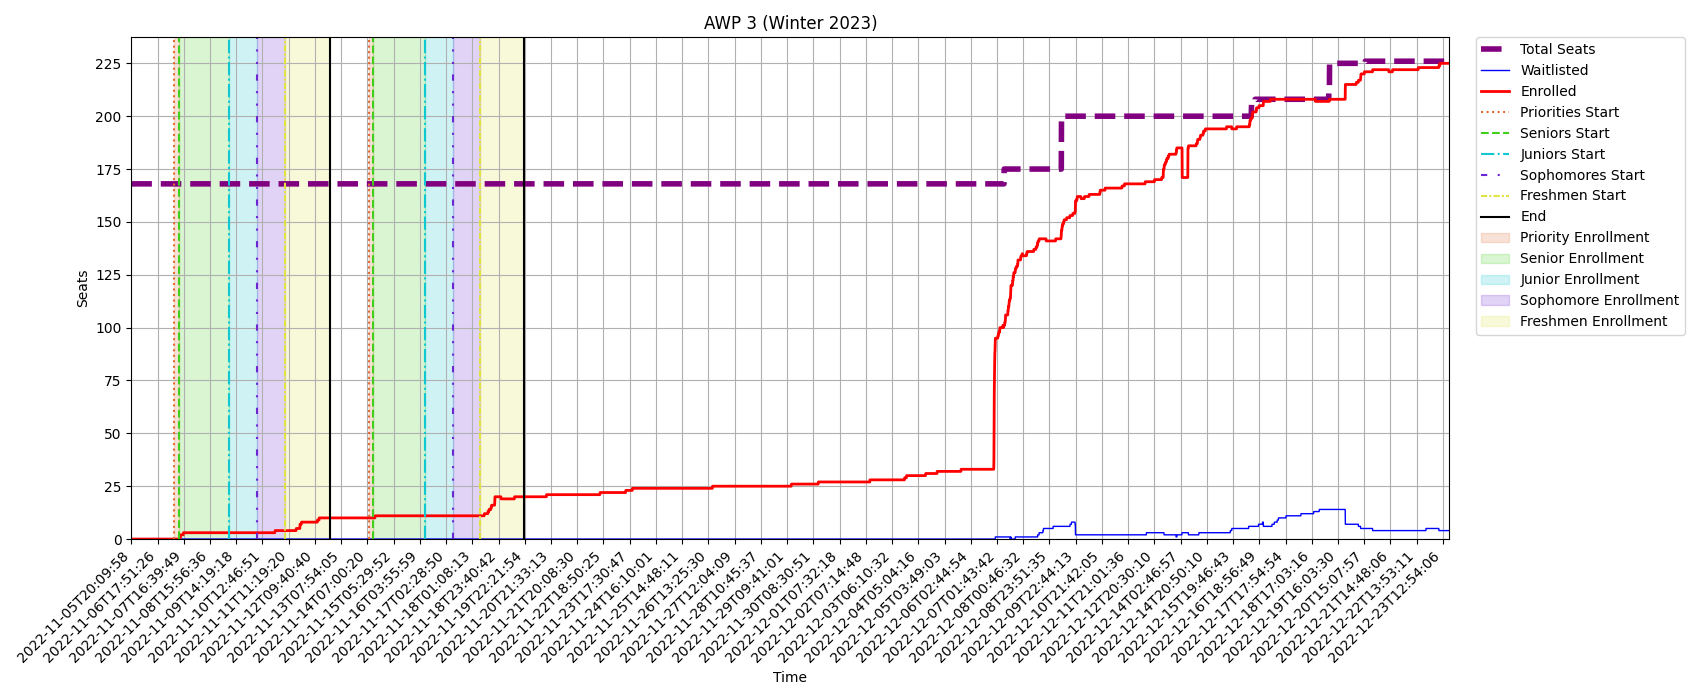 AWP 3 (Winter 2023)
Seats
225
200
175
150
125
100
75
50
25
0
2022-11-05T20:09:58
2022-11-06T17:51:26
2022-11-07T16:39:49
2022-11-08T15:56:36
2022-11-09T14:19:18
2022-11-10T12:46:51
2022-11-11T11:19:20
2022-11-12T09:40:40
2022-11-13T07:54:05
2022-11-14T07:00:20
2022-11-15T05:29:52
2022-11-16T03:55:59
2022-11-17T02:28:50
2022-11-18T01:08:13
2022-11-18T23:40:42
2022-11-19T22:21:54
2022-11-20T21:33:13
2022-11-21T20:08:30
2022-11-22T18:50:25
2022-11-23T17:30:47
2022-11-24T16:10:01
2022-11-25T14:48:11
2022-11-26T13:25:30
2022-11-27T12:04:09
2022-11-28T10:45:37
2022-11-29T09:41:01
2022-11-30T08:30:51
2022-12-01T07:32:18
2022-12-02T07:14:48
2022-12-03T06:10:32
2022-12-04T05:04:16
2022-12-05T03:49:03
2022-12-06T02:44:54
2022-12-07T01:43:42
2022-12-08T00:46:32
2022-12-08T23:51:35
2022-12-09T22:44:13
2022-12-10T21:42:05
2022-12-11T21:01:36
2022-12-12T20:30:10
2022-12-14T02:46:57
2022-12-14T20:50:10
2022-12-15T19:46:43
2022-12-16T18:56:49
2022-12-17T17:54:54
2022-12-18T17:03:16
2022-12-19T16:03:30
2022-12-20T15:07:57
2022-12-21T14:48:06
2022-12-22T13:53:11
2022-12-23T12:54:06
Time
Total Seats
Waitlisted
Enrolled
Priorities Start
Seniors Start
Juniors Start
Sophomores Start
Freshmen Start
End
Priority Enrollment
Senior Enrollment
Junior Enrollment
Sophomore Enrollment
Freshmen Enrollment